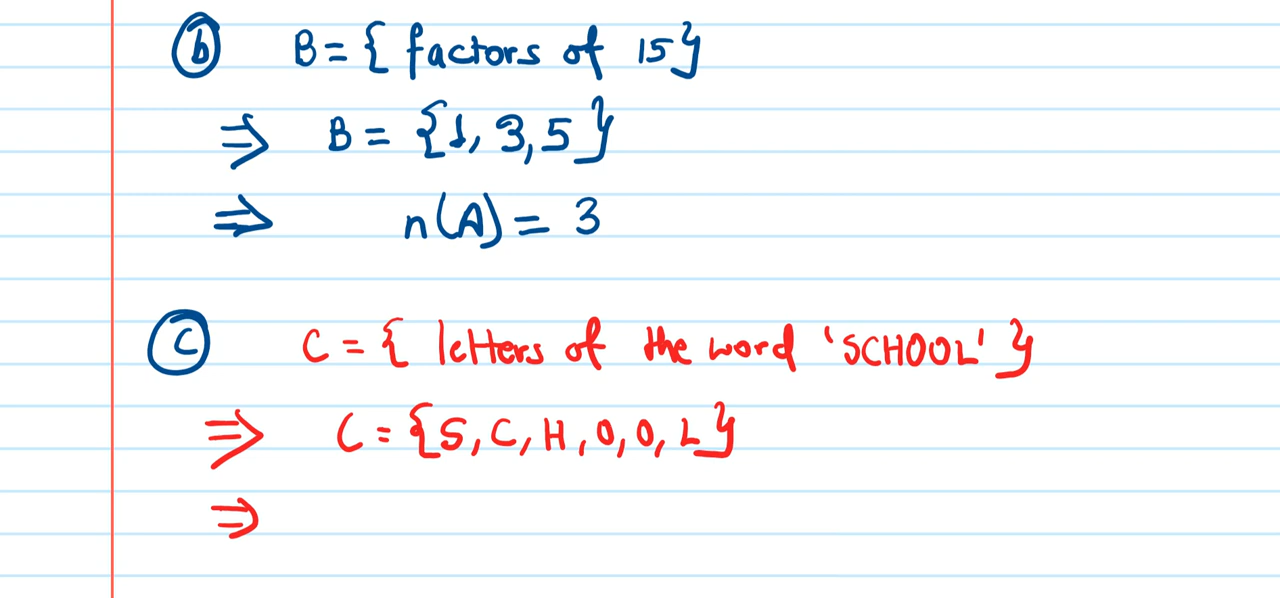 (b) B = { factors of 15}
⇒ B = {1, 3, 5}
⇒ n(A) = 3
(c) C = { letters of the word 'SCHOOL' }
⇒ C = {S, C, H, O, O, L}
⇒